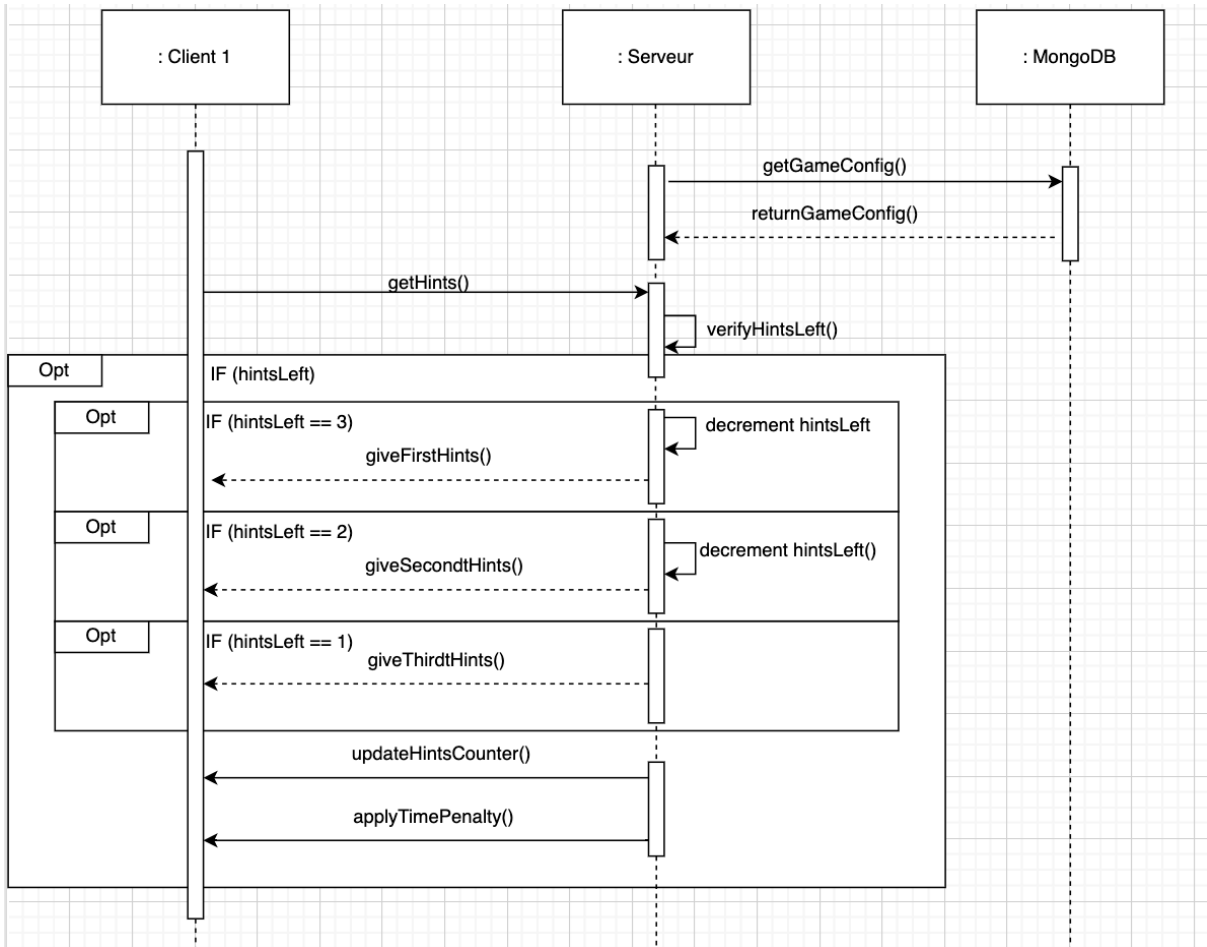 : Client 1
: Serveur
: MongoDB
getGameConfig()
returnGameConfig()
getHints()
verifyHintsLeft()
Opt
IF (hintsLeft)
Opt
IF (hintsLeft == 3)
decrement hintsLeft
giveFirstHints()
Opt
IF (hintsLeft == 2)
decrement hintsLeft()
giveSecondtHints()
Opt
IF (hintsLeft == 1)
giveThirdtHints()
updateHintsCounter()
applyTimePenalty()